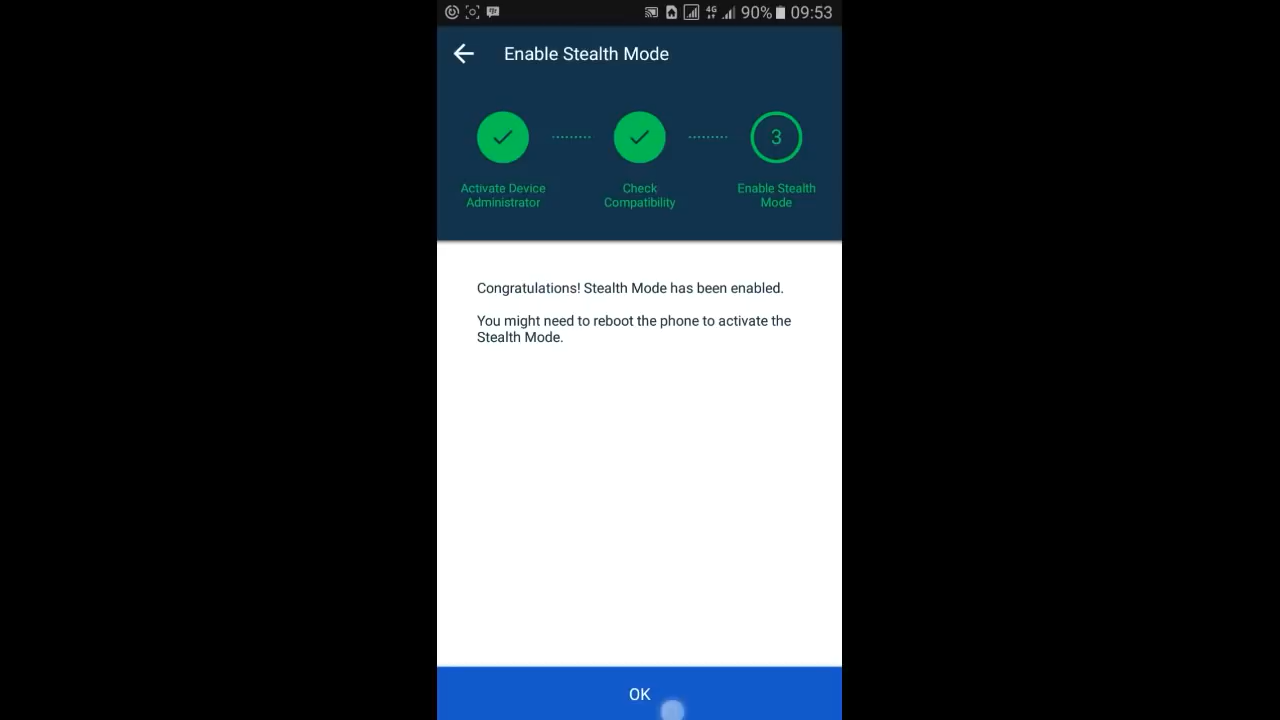 4G 90% 09:53
Enable Stealth Mode
3
Activate Device
Administrator
Check
Compatibility
Enable Stealth
Mode
Congratulations! Stealth Mode has been enabled.
You might need to reboot the phone to activate the
Stealth Mode.
OK